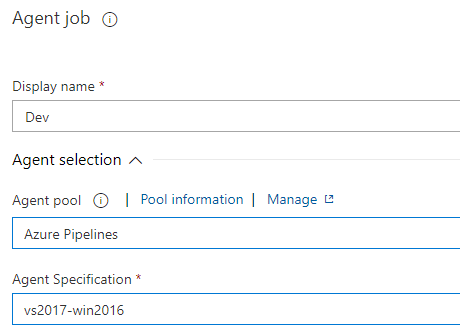 Agent job
Display name *
Dev
Agent selection
Agent pool | Pool information | Manage
Azure Pipelines
Agent Specification *
vs2017-win2016